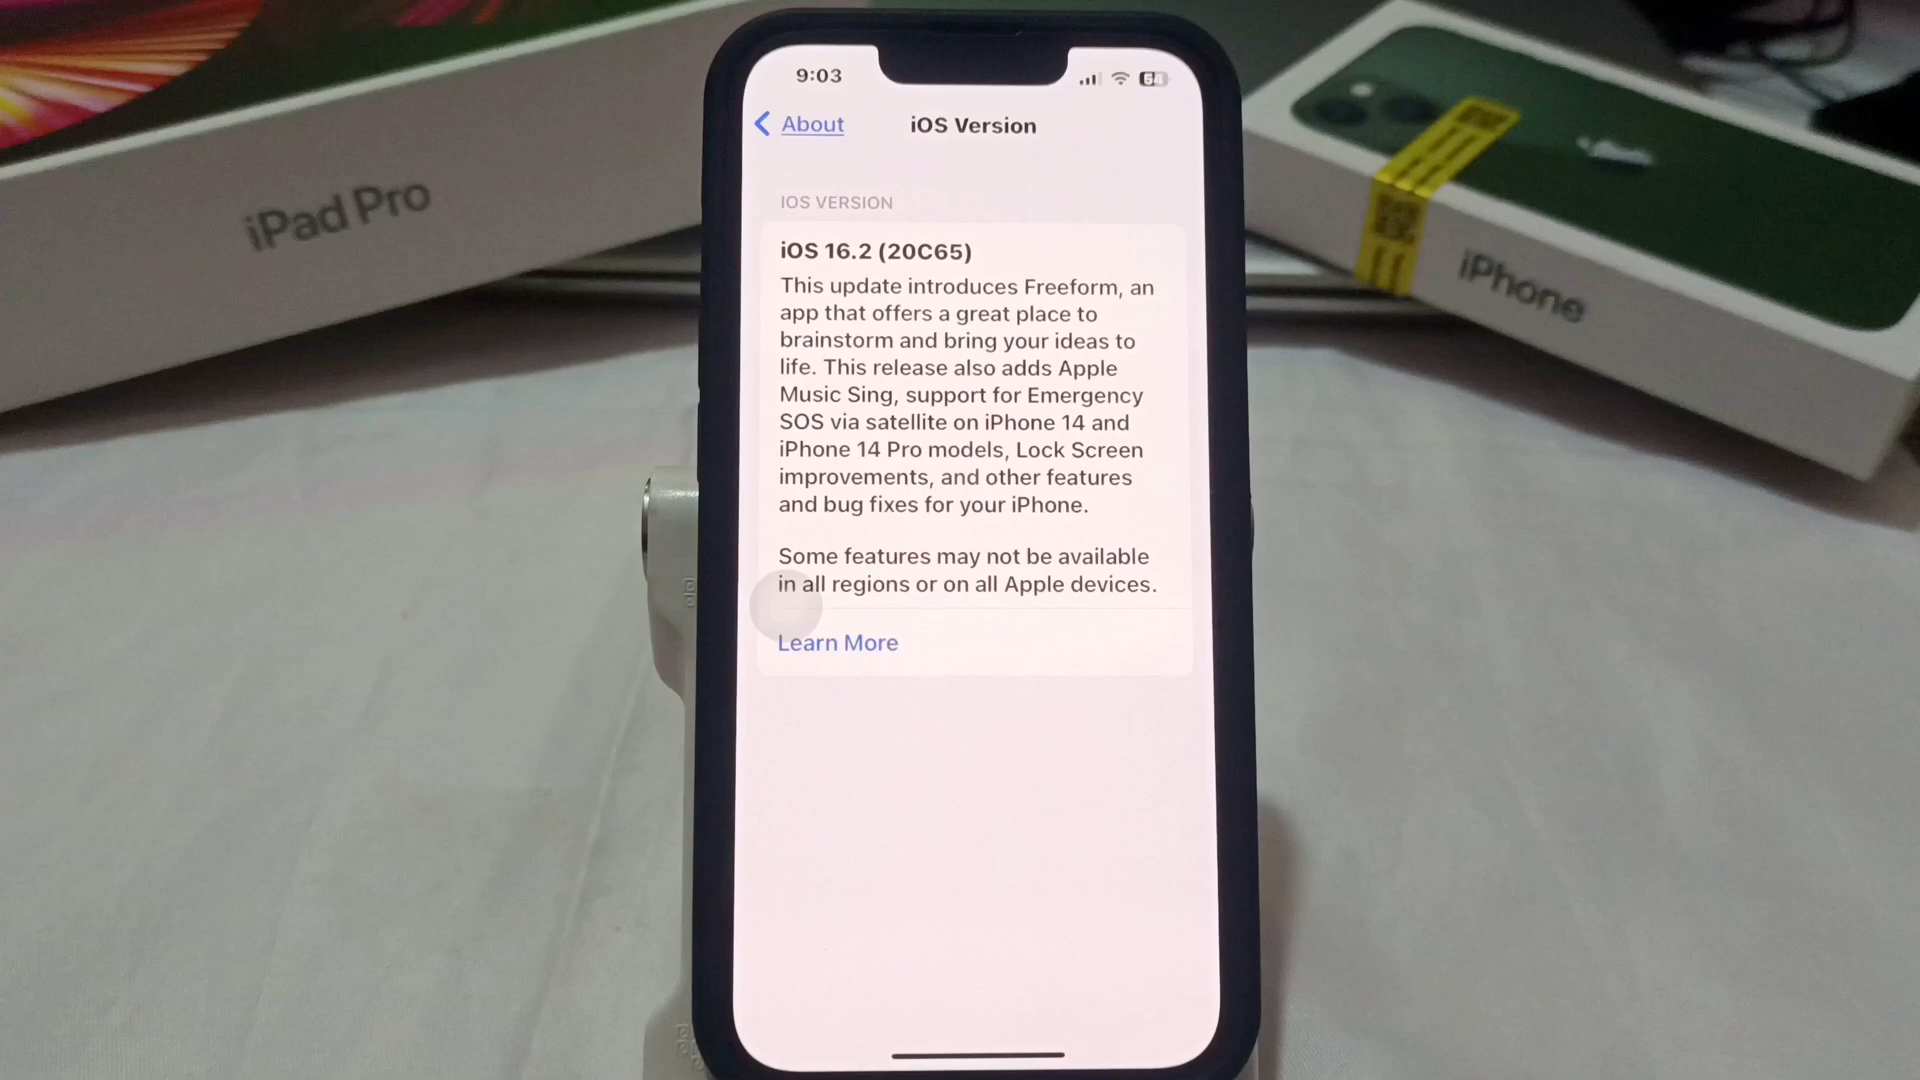 9:03
64
About
iOS Version
IOS VERSION
iOS 16.2 (20C65)
This update introduces Freeform, an
app that offers a great place to
brainstorm and bring your ideas to
life. This release also adds Apple
Music Sing, support for Emergency
SOS via satellite on iPhone 14 and
iPhone 14 Pro models, Lock Screen
improvements, and other features
and bug fixes for your iPhone.
Some features may not be available
in all regions or on all Apple devices.
Learn More
iPad Pro
iPhone